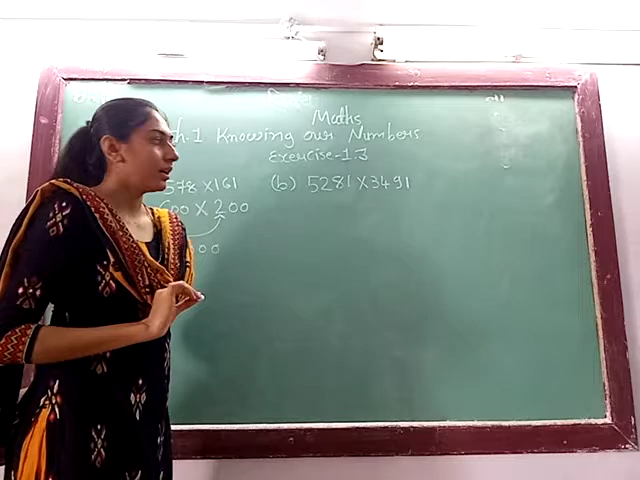 Maths
Ch.1 Knowing our Numbers
Exercise-1.3
578 X161 (b) 5281 X 3491
600 X 200
00